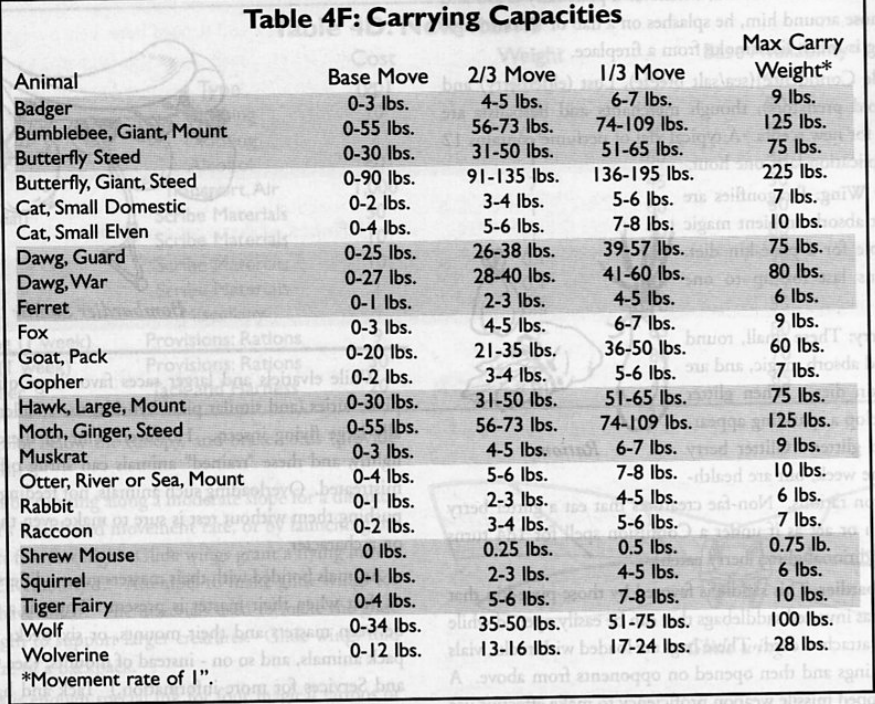 Table 4F: Carrying Capacities
Animal Base Move 2/3 Move 1/3 Move Max Carry Weight*
Badger 0-3 lbs. 4-5 lbs. 6-7 lbs. 9 lbs.
Bumblebee, Giant, Mount 0-55 lbs. 56-73 lbs. 74-109 lbs. 125 lbs.
Butterfly Steed 0-30 lbs. 31-50 lbs. 51-65 lbs. 75 lbs.
Butterfly, Giant, Steed 0-90 lbs. 91-135 lbs. 136-195 lbs. 225 lbs.
Cat, Small Domestic 0-2 lbs. 3-4 lbs. 5-6 lbs. 7 lbs.
Cat, Small Elven 0-4 lbs. 5-6 lbs. 7-8 lbs. 10 lbs.
Dawg, Guard 0-25 lbs. 26-38 lbs. 39-57 lbs. 75 lbs.
Dawg, War 0-27 lbs. 28-40 lbs. 41-60 lbs. 80 lbs.
Ferret 0-1 lbs. 2-3 lbs. 4-5 lbs. 6 lbs.
Fox 0-3 lbs. 4-5 lbs. 6-7 lbs. 9 lbs.
Goat, Pack 0-20 lbs. 21-35 lbs. 36-50 lbs. 60 lbs.
Gopher 0-2 lbs. 3-4 lbs. 5-6 lbs. 7 lbs.
Hawk, Large, Mount 0-30 lbs. 31-50 lbs. 51-65 lbs. 75 lbs.
Moth, Ginger, Steed 0-55 lbs. 56-73 lbs. 74-109 lbs. 125 lbs.
Muskrat 0-3 lbs. 4-5 lbs. 6-7 lbs. 9 lbs.
Otter, River or Sea, Mount 0-4 lbs. 5-6 lbs. 7-8 lbs. 10 lbs.
Rabbit 0-1 lbs. 2-3 lbs. 4-5 lbs. 6 lbs.
Raccoon 0-2 lbs. 3-4 lbs. 5-6 lbs. 7 lbs.
Shrew Mouse 0 lbs. 0.25 lbs. 0.5 lbs. 0.75 lb.
Squirrel 0-1 lbs. 2-3 lbs. 4-5 lbs. 6 lbs.
Tiger Fairy 0-4 lbs. 5-6 lbs. 7-8 lbs. 10 lbs.
Wolf 0-34 lbs. 35-50 lbs. 51-75 lbs. 100 lbs.
Wolverine 0-12 lbs. 13-16 lbs. 17-24 lbs. 28 lbs.
*Movement rate of 1".